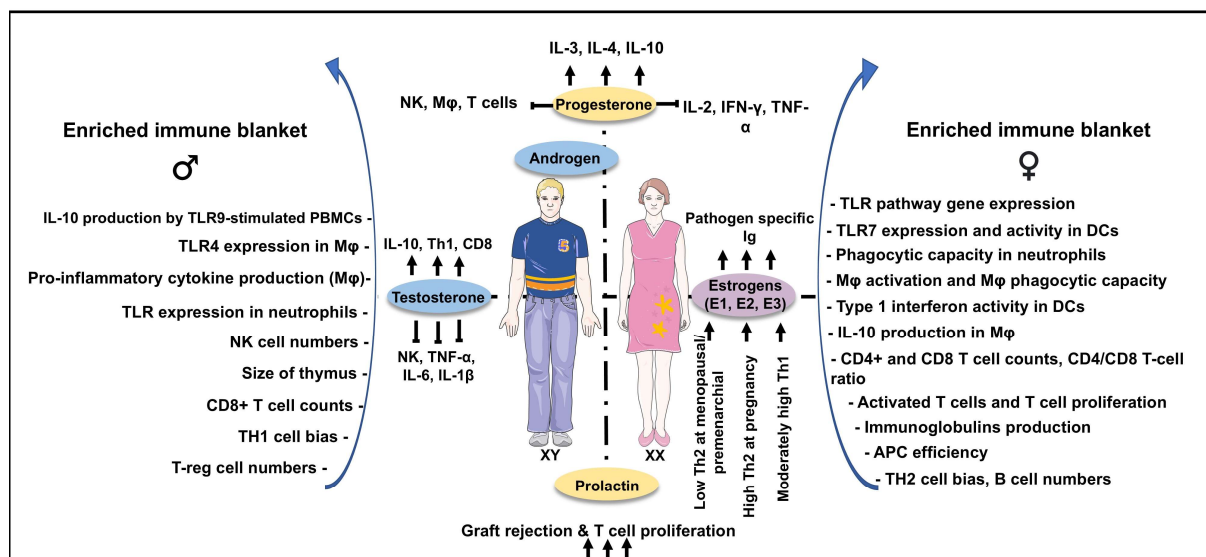 IL-3, IL-4, IL-10
NK, Mφ, T cells
Progesterone
IL-2, IFN-γ, TNF-
α
Enriched immune blanket
♂
IL-10 production by TLR9-stimulated PBMCs -
TLR4 expression in Mφ -
Pro-inflammatory cytokine production (Mφ)-
TLR expression in neutrophils -
NK cell numbers -
Size of thymus -
CD8+ T cell counts -
TH1 cell bias -
T-reg cell numbers -
Androgen
IL-10, Th1, CD8
Testosterone
NK, TNF-α,
IL-6, IL-1β
S
XY
XX
Pathogen specific
Ig
Estrogens
(E1, E2, E3)
Low Th2 at menopausal/
premenarchial
High Th2 at pregnancy
Moderately high Th1
Prolactin
Graft rejection & T cell proliferation
Enriched immune blanket
♀
- TLR pathway gene expression
- TLR7 expression and activity in DCs
- Phagocytic capacity in neutrophils
- Mφ activation and Mφ phagocytic capacity
- Type 1 interferon activity in DCs
- IL-10 production in Mφ
- CD4+ and CD8 T cell counts, CD4/CD8 T-cell
ratio
- Activated T cells and T cell proliferation
- Immunoglobulins production
- APC efficiency
- TH2 cell bias, B cell numbers